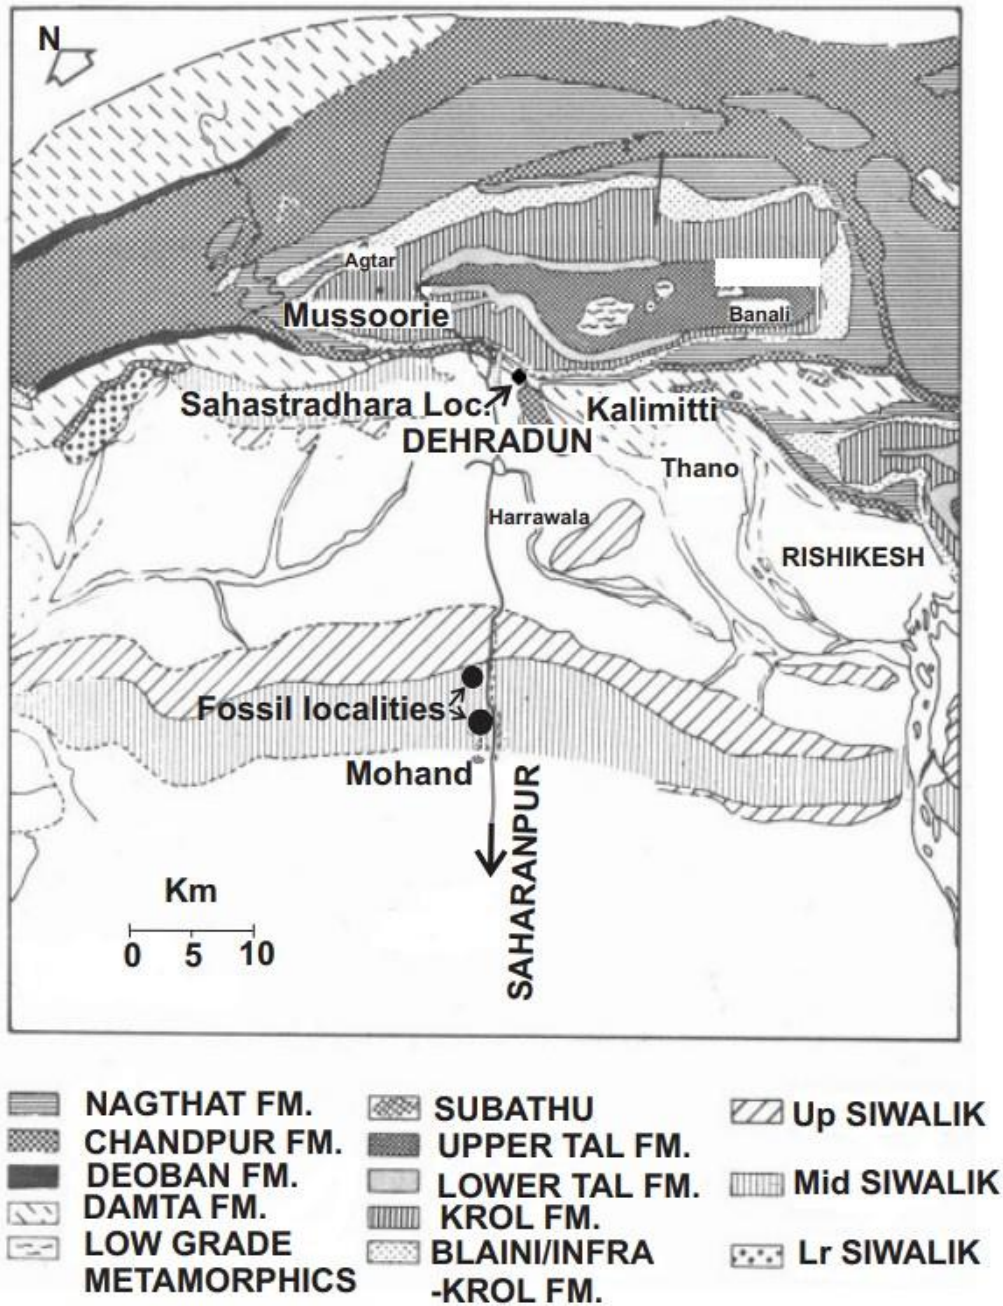 N
Agtar
Mussoorie
Banali
Sahastradhara Loc.
Kalimitti
DEHRADUN
Thano
Harrawala
RISHIKESH
Fossil localities
Mohand
SAHARANPUR
Km
0 5 10
NAGTHAT FM.
CHANDPUR FM.
DEOBAN FM.
DAMTA FM.
LOW GRADE
METAMORPHICS
SUBATHU
UPPER TAL FM.
LOWER TAL FM.
KROL FM.
BLAINI/INFRA
-KROL FM.
Up SIWALIK
Mid SIWALIK
Lr SIWALIK